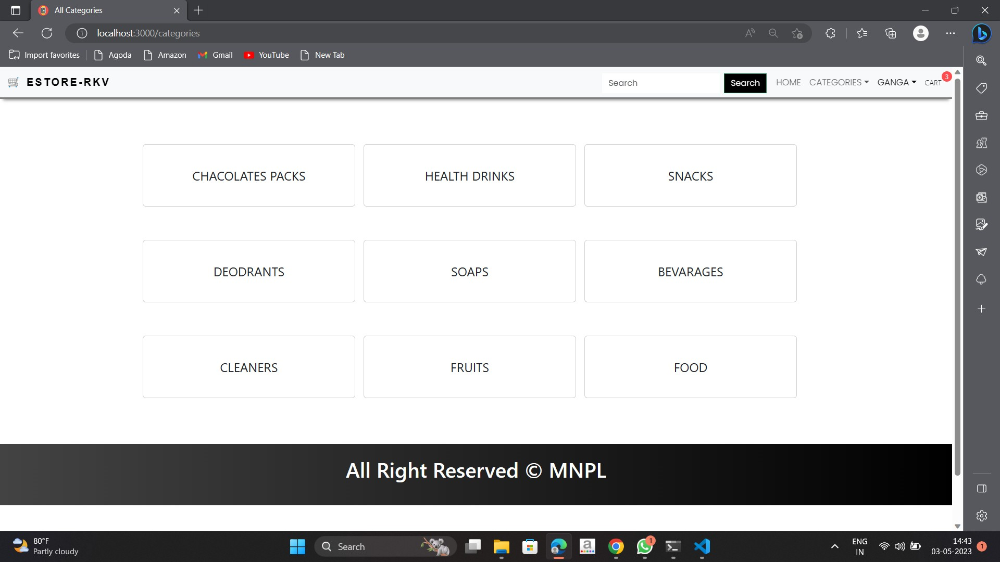 All Categories
localhost:3000/categories
Import favorites
Agoda
Amazon
Gmail
YouTube
New Tab
ESTORE-RKV
Search
Search
HOME
CATEGORIES
GANGA
CART
3
CHACOLATES PACKS
HEALTH DRINKS
SNACKS
DEODRANTS
SOAPS
BEVARAGES
CLEANERS
FRUITS
FOOD
All Right Reserved © MNPL
80°F
Partly cloudy
Search
a
1
ENG
IN
14:43
03-05-2023
1